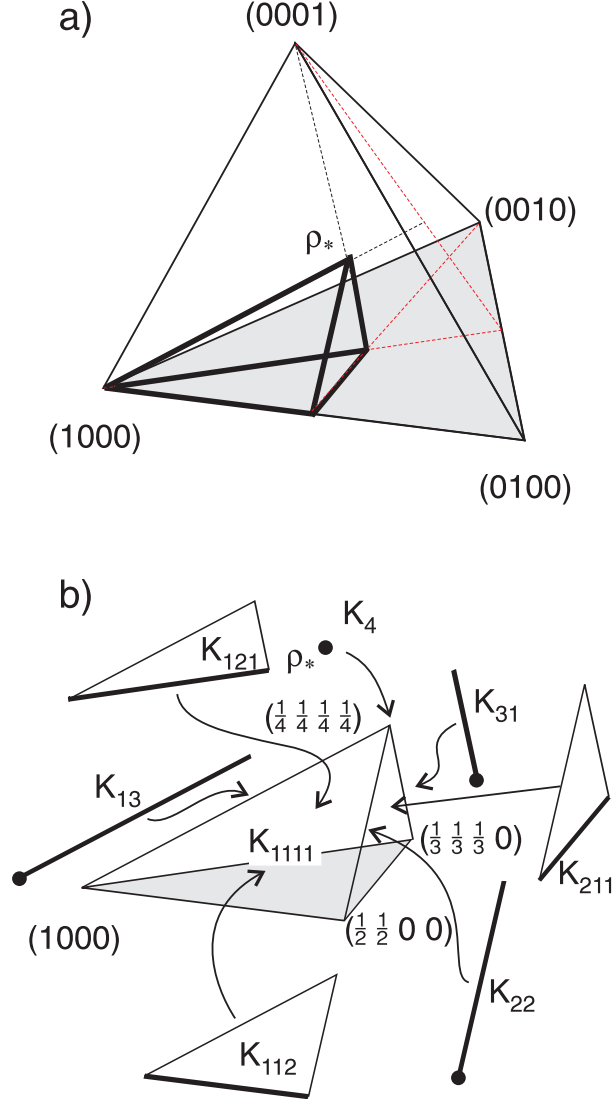 a)
(0001)
(0010)
ρ*
(1000)
(0100)
b)
K₄
K₁₂₁
ρ*
K₃₁
(1/4 1/4 1/4 1/4)
K₁₃
K₁₁₁₁
(1/3 1/3 1/3 0)
K₂₁₁
(1000)
(1/2 1/2 0 0)
K₂₂
K₁₁₂